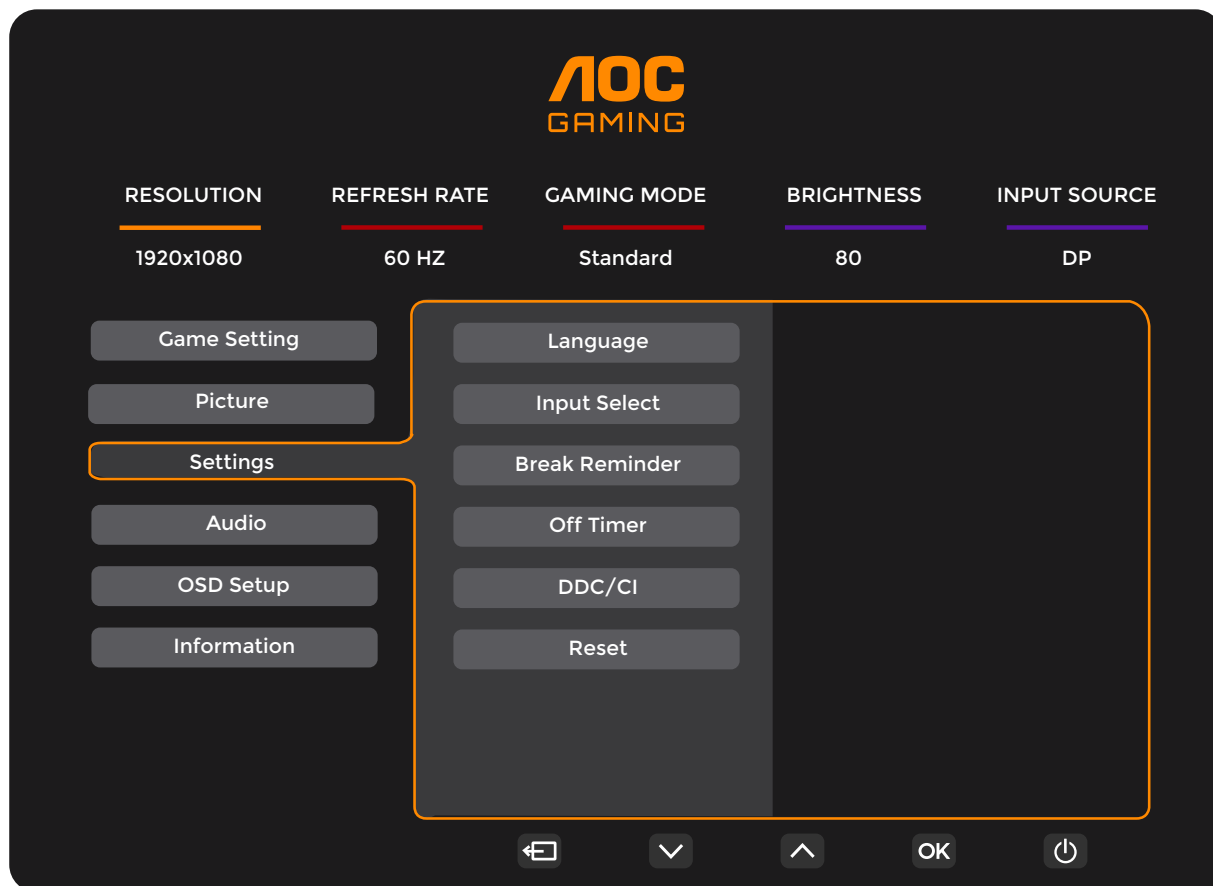 AOC
GAMING
RESOLUTION REFRESH RATE GAMING MODE BRIGHTNESS INPUT SOURCE
1920x1080 60 HZ Standard 80 DP
Game Setting
Picture
Settings
Audio
OSD Setup
Information
Language
Input Select
Break Reminder
Off Timer
DDC/CI
Reset
OK